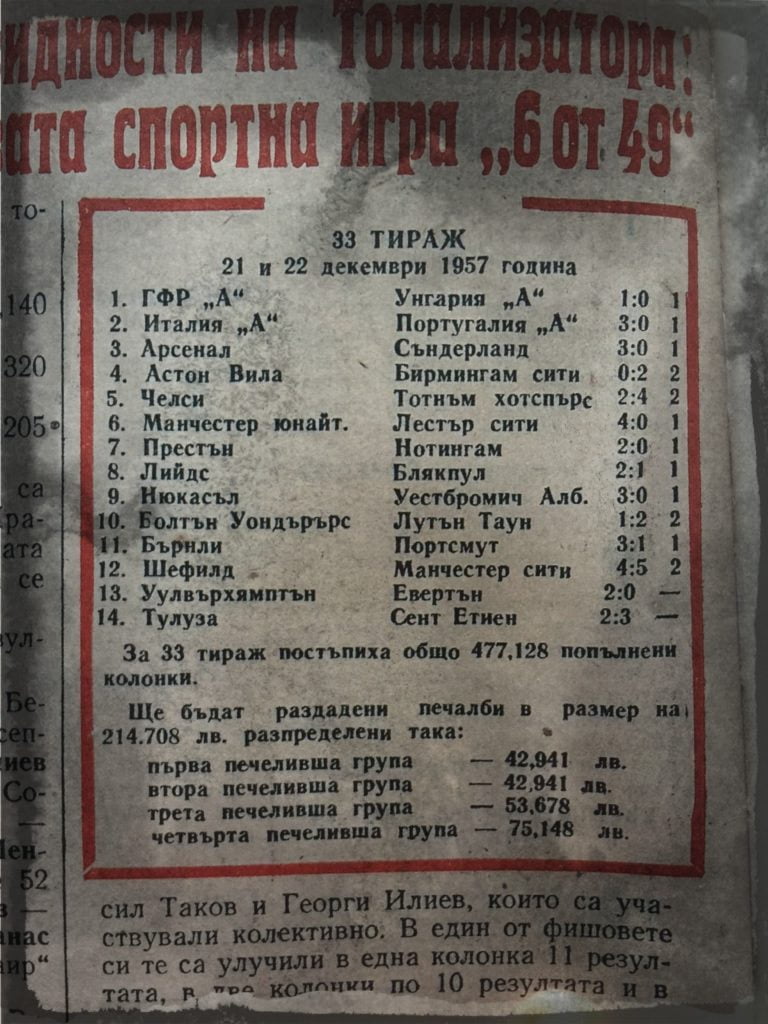 на Тотализатора:
спортна игра „6 от 49“
то-
140
320
205
са
ата
се
Бе-
Со-
—
52
33 ТИРАЖ
21 и 22 декември 1957 година
1. ГФР „А“ Унгария „А“ 1:0 1
2. Италия „А“ Португалия „А“ 3:0 1
3. Арсенал Съндерланд 3:0 1
4. Астон Вила Бирмингам сити 0:2 2
5. Челси Тотнъм хотспърс 2:4 2
6. Манчестер юнайт. Лестър сити 4:0 1
7. Престън Нотингам 2:0 1
8. Лийдс Блякпул 2:1 1
9. Нюкасъл Уестбромич Алб. 3:0 1
10. Болтън Уондърърс Лутън Таун 1:2 2
11. Бърнли Портсмут 3:1 1
12. Шефилд Манчестер сити 4:5 2
13. Уулвърхямптън Евертън 2:0 —
14. Тулуза Сент Етиен 2:3 —
За 33 тираж постъпиха общо 477,128 попълнени
колонки.
Ще бъдат раздадени печалби в размер на
214.708 лв. разпределени така:
първа печеливша група — 42,941 лв.
втора печеливша група — 42,941 лв.
трета печеливша група — 53,678 лв.
четвърта печеливша група — 75,148 лв.
сил Таков и Георги Илиев, които са уча-
ствували колективно. В един от фишовете
си те са улучили в една колонка 11 резул-
тата, в две колонки по 10 резултата и в